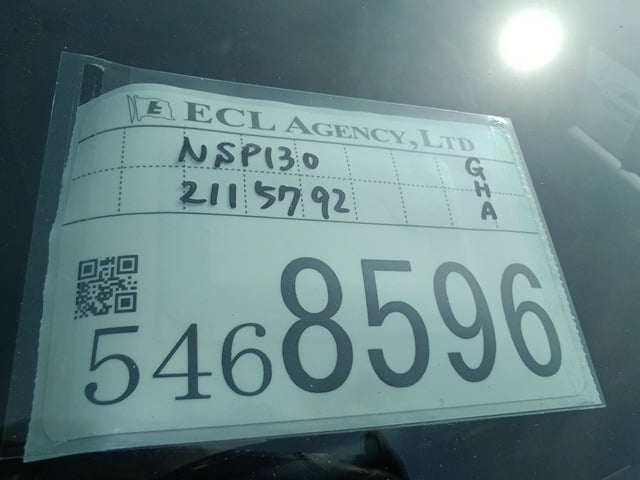 E ECL AGENCY, LTD
NSP130
2115792
GHA
5468596